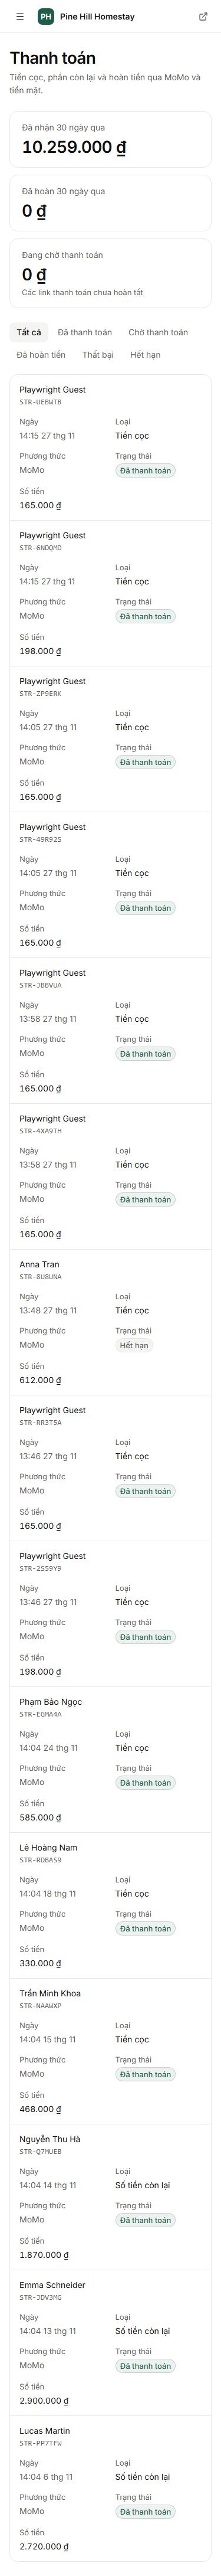 PH Pine Hill Homestay
Thanh toán
Tiền cọc, phần còn lại và hoàn tiền qua MoMo và
tiền mặt.
Đã nhận 30 ngày qua
10.259.000 ₫
Đã hoàn 30 ngày qua
0 ₫
Đang chờ thanh toán
0 ₫
Các link thanh toán chưa hoàn tất
Tất cả Đã thanh toán Chờ thanh toán
Đã hoàn tiền Thất bại Hết hạn
Playwright Guest
STR-UEBWTB
Ngày Loại
14:15 27 thg 11 Tiền cọc
Phương thức Trạng thái
MoMo Đã thanh toán
Số tiền
165.000 ₫
Playwright Guest
STR-6NDQMD
Ngày Loại
14:15 27 thg 11 Tiền cọc
Phương thức Trạng thái
MoMo Đã thanh toán
Số tiền
198.000 ₫
Playwright Guest
STR-ZP9ERK
Ngày Loại
14:05 27 thg 11 Tiền cọc
Phương thức Trạng thái
MoMo Đã thanh toán
Số tiền
165.000 ₫
Playwright Guest
STR-49R92S
Ngày Loại
14:05 27 thg 11 Tiền cọc
Phương thức Trạng thái
MoMo Đã thanh toán
Số tiền
165.000 ₫
Playwright Guest
STR-JBBVUA
Ngày Loại
13:58 27 thg 11 Tiền cọc
Phương thức Trạng thái
MoMo Đã thanh toán
Số tiền
165.000 ₫
Playwright Guest
STR-4XA9TH
Ngày Loại
13:58 27 thg 11 Tiền cọc
Phương thức Trạng thái
MoMo Đã thanh toán
Số tiền
165.000 ₫
Anna Tran
STR-8U8UNA
Ngày Loại
13:48 27 thg 11 Tiền cọc
Phương thức Trạng thái
MoMo Hết hạn
Số tiền
612.000 ₫
Playwright Guest
STR-RR3T5A
Ngày Loại
13:46 27 thg 11 Tiền cọc
Phương thức Trạng thái
MoMo Đã thanh toán
Số tiền
165.000 ₫
Playwright Guest
STR-2S59Y9
Ngày Loại
13:46 27 thg 11 Tiền cọc
Phương thức Trạng thái
MoMo Đã thanh toán
Số tiền
198.000 ₫
Phạm Bảo Ngọc
STR-EGMA4A
Ngày Loại
14:04 24 thg 11 Tiền cọc
Phương thức Trạng thái
MoMo Đã thanh toán
Số tiền
585.000 ₫
Lê Hoàng Nam
STR-RDBAS9
Ngày Loại
14:04 18 thg 11 Tiền cọc
Phương thức Trạng thái
MoMo Đã thanh toán
Số tiền
330.000 ₫
Trần Minh Khoa
STR-NAAWXP
Ngày Loại
14:04 15 thg 11 Tiền cọc
Phương thức Trạng thái
MoMo Đã thanh toán
Số tiền
468.000 ₫
Nguyễn Thu Hà
STR-Q7MUEB
Ngày Loại
14:04 14 thg 11 Số tiền còn lại
Phương thức Trạng thái
MoMo Đã thanh toán
Số tiền
1.870.000 ₫
Emma Schneider
STR-JDV3MG
Ngày Loại
14:04 13 thg 11 Số tiền còn lại
Phương thức Trạng thái
MoMo Đã thanh toán
Số tiền
2.900.000 ₫
Lucas Martin
STR-PP7TFW
Ngày Loại
14:04 6 thg 11 Số tiền còn lại
Phương thức Trạng thái
MoMo Đã thanh toán
Số tiền
2.720.000 ₫